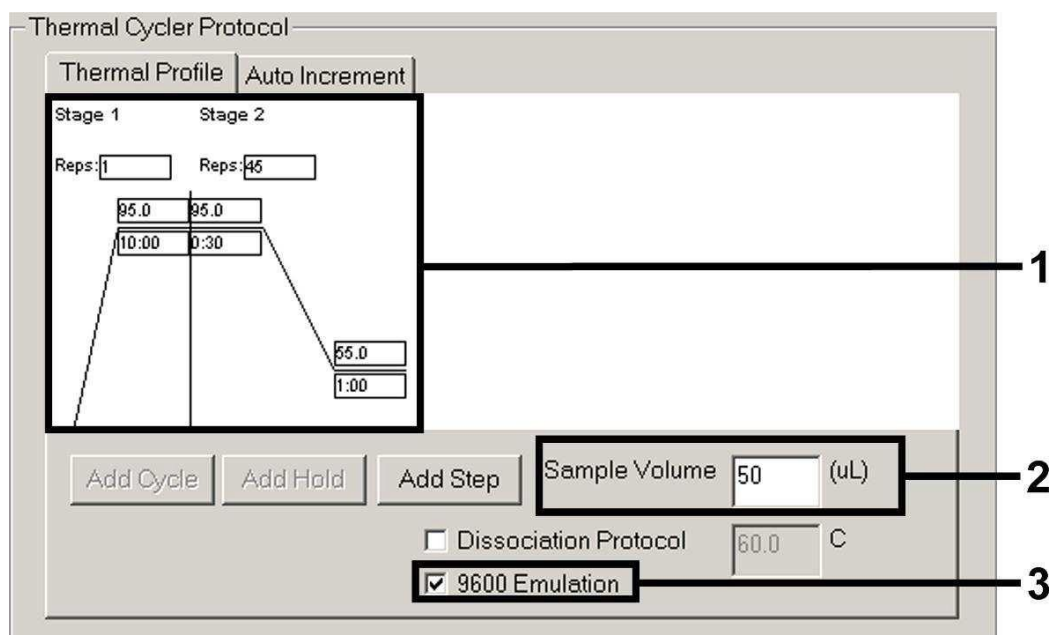 Thermal Cycler Protocol
Thermal Profile Auto Increment
Stage 1 Stage 2
Reps: 1 Reps: 45
95.0 95.0
10:00 0:30
55.0
1:00
1
Add Cycle Add Hold Add Step Sample Volume 50 (uL)
2
Dissociation Protocol 60.0 C
9600 Emulation
3